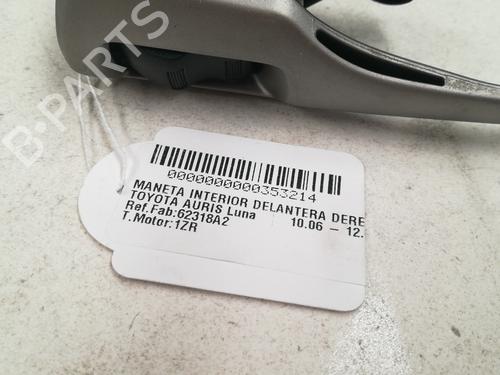 B-PARTS
0000000000353214
MANETA INTERIOR DELANTERA DERE
TOYOTA AURIS Luna 10.06 - 12.
Ref.Fab:62318A2
T.Motor:1ZR